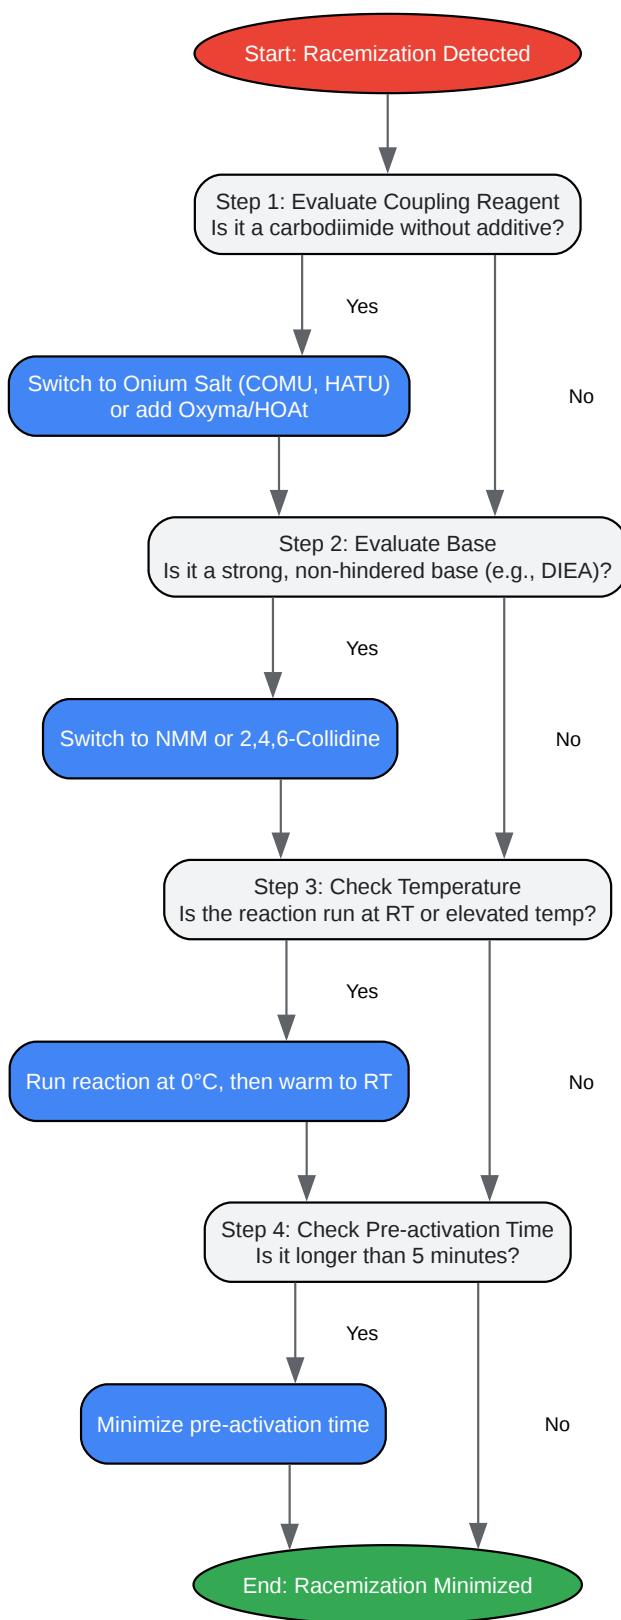 Start: Racemization Detected
Step 1: Evaluate Coupling Reagent
Is it a carbodiimide without additive?
Yes
Switch to Onium Salt (COMU, HATU)
or add Oxyma/HOAt
No
Step 2: Evaluate Base
Is it a strong, non-hindered base (e.g., DIEA)?
Yes
Switch to NMM or 2,4,6-Collidine
No
Step 3: Check Temperature
Is the reaction run at RT or elevated temp?
Yes
Run reaction at 0°C, then warm to RT
No
Step 4: Check Pre-activation Time
Is it longer than 5 minutes?
Yes
Minimize pre-activation time
No
End: Racemization Minimized